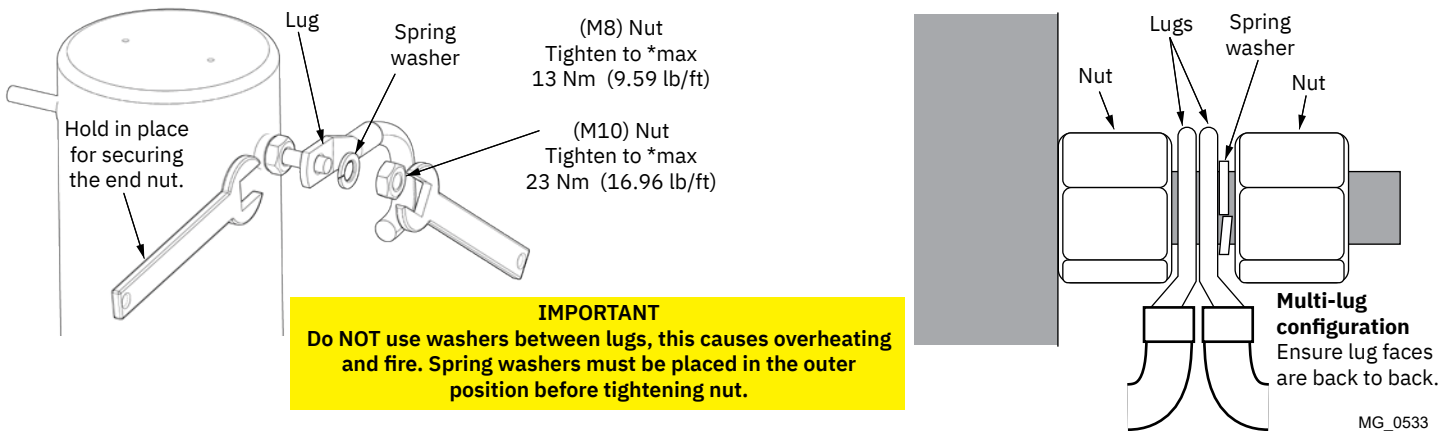 Lug
Spring
washer
(M8) Nut
Tighten to *max
13 Nm (9.59 lb/ft)
(M10) Nut
Tighten to *max
23 Nm (16.96 lb/ft)
Hold in place
for securing
the end nut.
IMPORTANT
Do NOT use washers between lugs, this causes overheating
and fire. Spring washers must be placed in the outer
position before tightening nut.
Lugs
Spring
washer
Nut
Nut
Multi-lug
configuration
Ensure lug faces
are back to back.
MG_0533